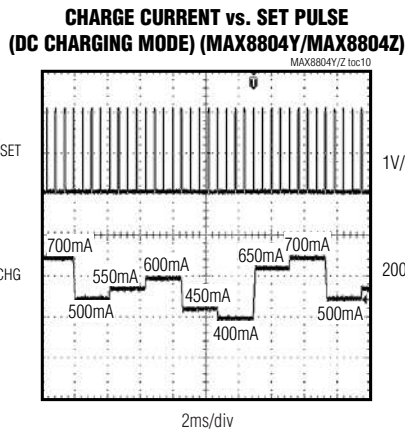 CHARGE CURRENT vs. SET PULSE
(DC CHARGING MODE) (MAX8804Y/MAX8804Z)
MAX8804Y/Z toc10
T
SET
1V/
700mA
500mA
550mA
600mA
450mA
400mA
650mA
700mA
500mA
CHG
200
2ms/div